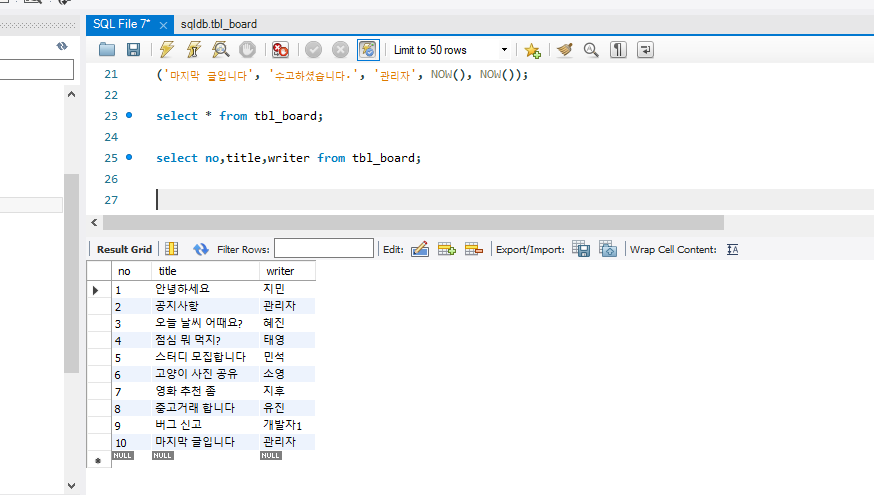 SQL File 7* sqldb.tbl_board
Limit to 50 rows
21 ('마지막 글입니다', '수고하셨습니다.', '관리자', NOW(), NOW());
22
23 select * from tbl_board;
24
25 select no,title,writer from tbl_board;
26
27
Result Grid Filter Rows: Edit: Export/Import: Wrap Cell Content:
no title writer
1 안녕하세요 지민
2 공지사항 관리자
3 오늘 날씨 어때요? 혜진
4 점심 뭐 먹지? 태영
5 스터디 모집합니다 민석
6 고양이 사진 공유 소영
7 영화 추천 좀 지후
8 중고거래 합니다 유진
9 버그 신고 개발자1
10 마지막 글입니다 관리자
NULL NULL NULL